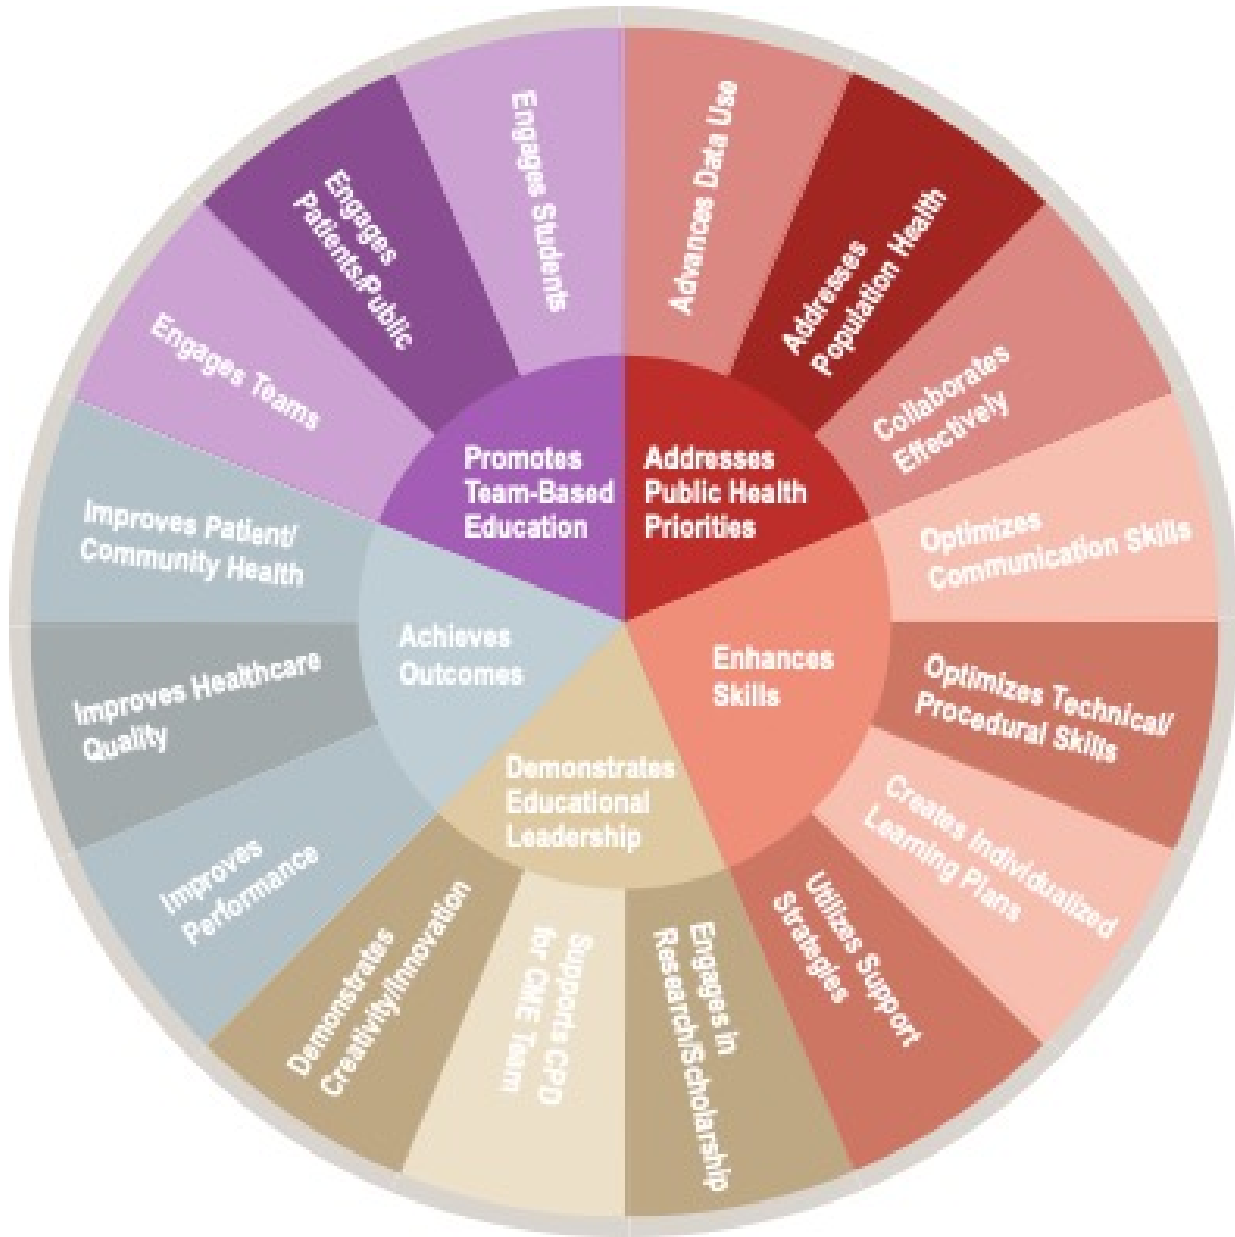 Engages Students
Advances Data Use
Engages
Patients/Public
Addresses
Population Health
Engages Teams
Collaborates
Effectively
Promotes
Team-Based
Education
Addresses
Public Health
Priorities
Improves Patient/
Community Health
Optimizes
Communication Skills
Achieves
Outcomes
Enhances
Skills
Improves Healthcare
Quality
Optimizes Technical/
Procedural Skills
Demonstrates
Educational
Leadership
Creates Individualized
Learning Plans
Improves
Performance
Utilizes Support
Strategies
Demonstrates
Creativity/Innovation
Supports CPD
for CME Team
Engages in
Research/Scholarship